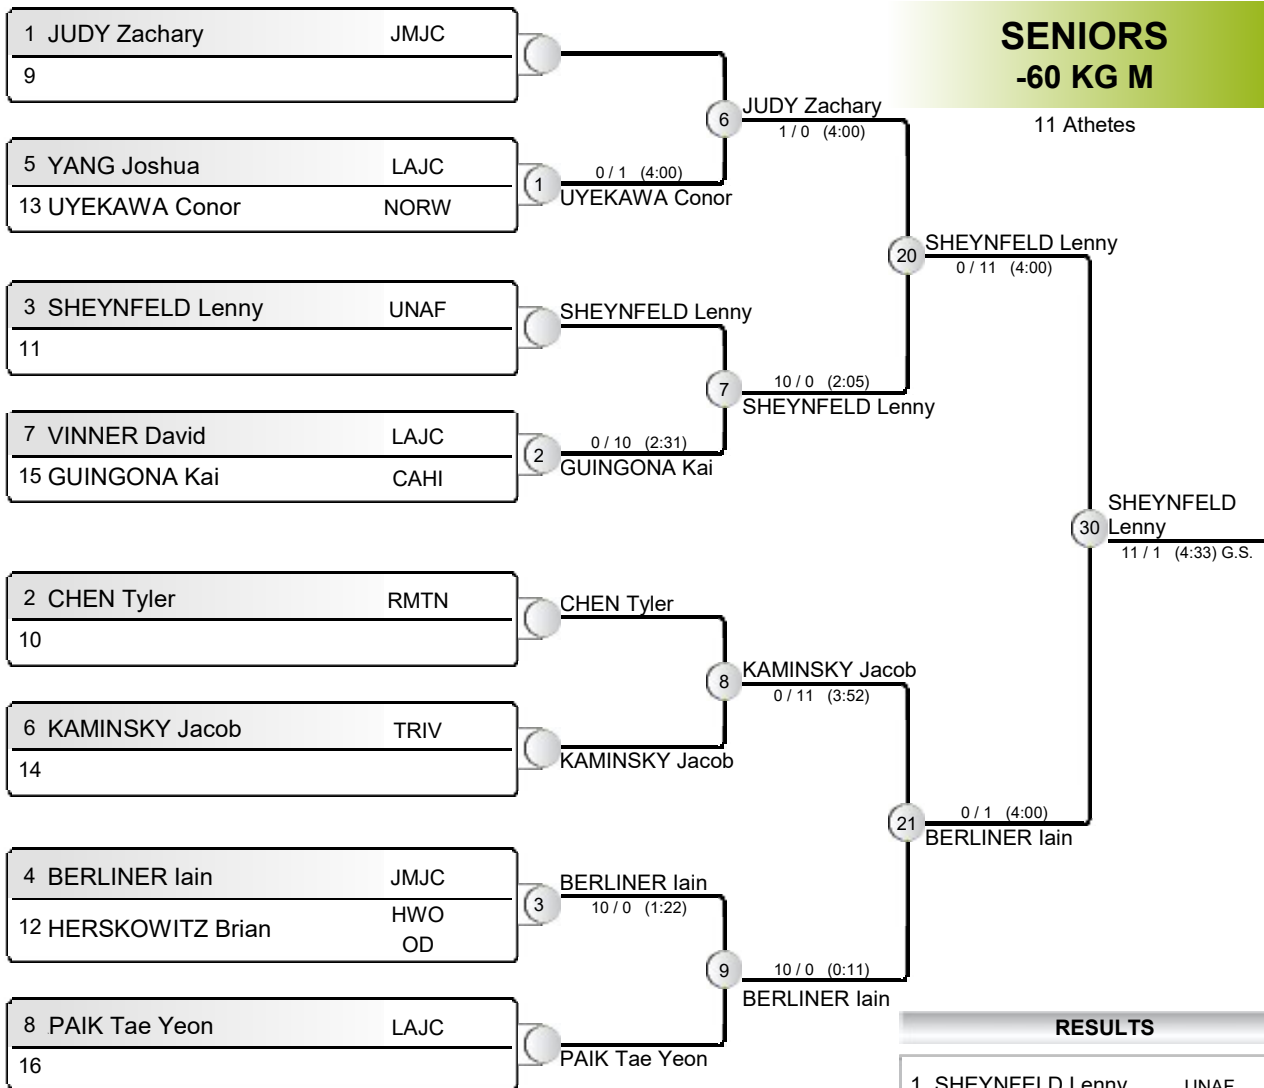 SENIORS
-60 KG M
11 Athetes
1 JUDY Zachary JMJC
9
5 YANG Joshua LAJC
13 UYEKAWA Conor NORW
3 SHEYNFELD Lenny UNAF
11
7 VINNER David LAJC
15 GUINGONA Kai CAHI
2 CHEN Tyler RMTN
10
6 KAMINSKY Jacob TRIV
14
4 BERLINER Iain JMJC
12 HERSKOWITZ Brian HWO
OD
8 PAIK Tae Yeon LAJC
16
1
0 / 1 (4:00)
UYEKAWA Conor
SHEYNFELD Lenny
2
0 / 10 (2:31)
GUINGONA Kai
CHEN Tyler
KAMINSKY Jacob
3
BERLINER Iain
10 / 0 (1:22)
PAIK Tae Yeon
6
JUDY Zachary
1 / 0 (4:00)
7
10 / 0 (2:05)
SHEYNFELD Lenny
8
KAMINSKY Jacob
0 / 11 (3:52)
9
10 / 0 (0:11)
BERLINER Iain
20
SHEYNFELD Lenny
0 / 11 (4:00)
21
0 / 1 (4:00)
BERLINER Iain
30
SHEYNFELD
Lenny
11 / 1 (4:33) G.S.
RESULTS
1 SHEYNFELD Lenny UNAF